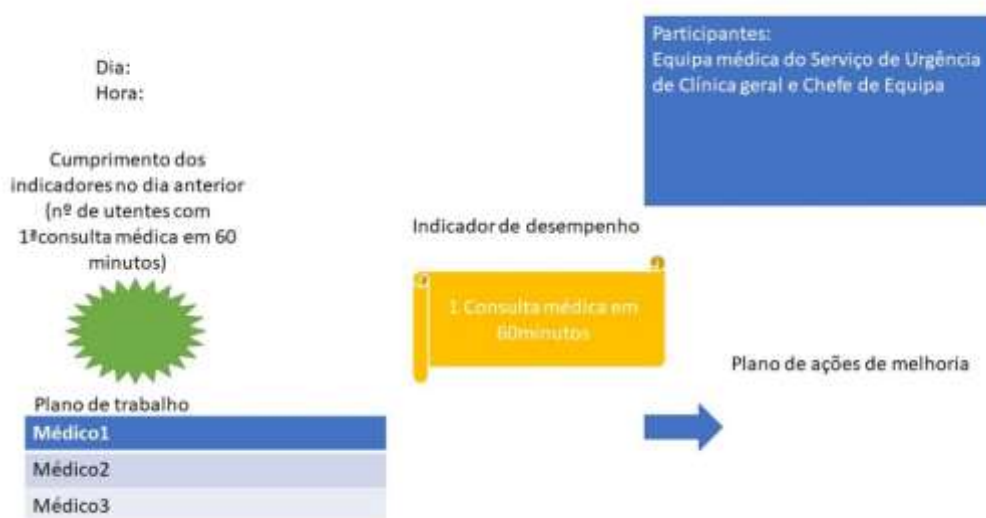 Dia:
Hora:
Participantes:
Equipa médica do Serviço de Urgência
de Clínica geral e Chefe de Equipa
Cumprimento dos
indicadores no dia anterior
(nº de utentes com
1ªconsulta médica em 60
minutos)
Indicador de desempenho
1 Consulta médica em
60minutos
Plano de ações de melhoria
Plano de trabalho
Médico1
Médico2
Médico3